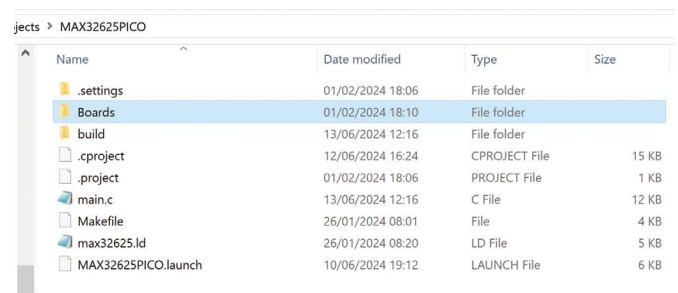 jects > MAX32625PICO
Name Date modified Type Size
.settings 01/02/2024 18:06 File folder
Boards 01/02/2024 18:10 File folder
build 13/06/2024 12:16 File folder
.cproject 12/06/2024 16:24 CPROJECT File 15 KB
.project 01/02/2024 18:06 PROJECT File 1 KB
main.c 13/06/2024 12:16 C File 12 KB
Makefile 26/01/2024 08:01 File 4 KB
max32625.ld 26/01/2024 08:20 LD File 5 KB
MAX32625PICO.launch 10/06/2024 19:12 LAUNCH File 6 KB